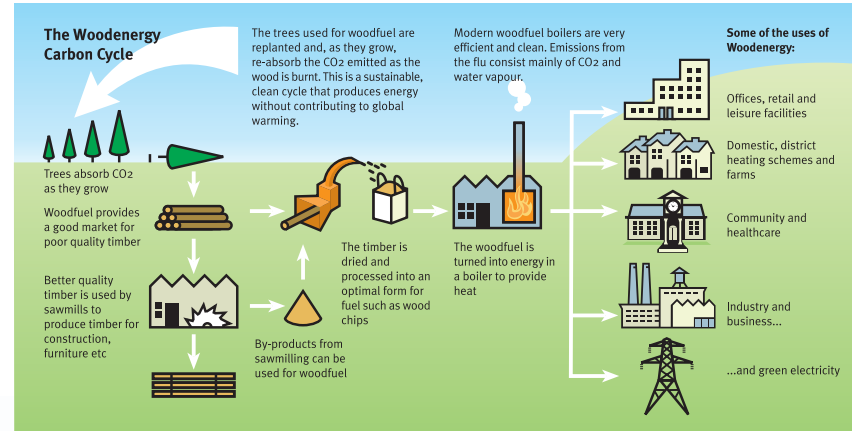 The Woodenergy
Carbon Cycle
The trees used for woodfuel are
replanted and, as they grow,
re-absorb the CO2 emitted as the
wood is burnt. This is a sustainable,
clean cycle that produces energy
without contributing to global
warming.
Modern woodfuel boilers are very
efficient and clean. Emissions from
the flu consist mainly of CO2 and
water vapour.
Some of the uses of
Woodenergy:
Trees absorb CO2
as they grow
Woodfuel provides
a good market for
poor quality timber
Better quality
timber is used by
sawmills to
produce timber for
construction,
furniture etc
By-products from
sawmilling can be
used for woodfuel
The timber is
dried and
processed into an
optimal form for
fuel such as wood
chips
The woodfuel is
turned into energy in
a boiler to provide
heat
Offices, retail and
leisure facilities
Domestic, district
heating schemes and
farms
Community and
healthcare
Industry and
business...
...and green electricity